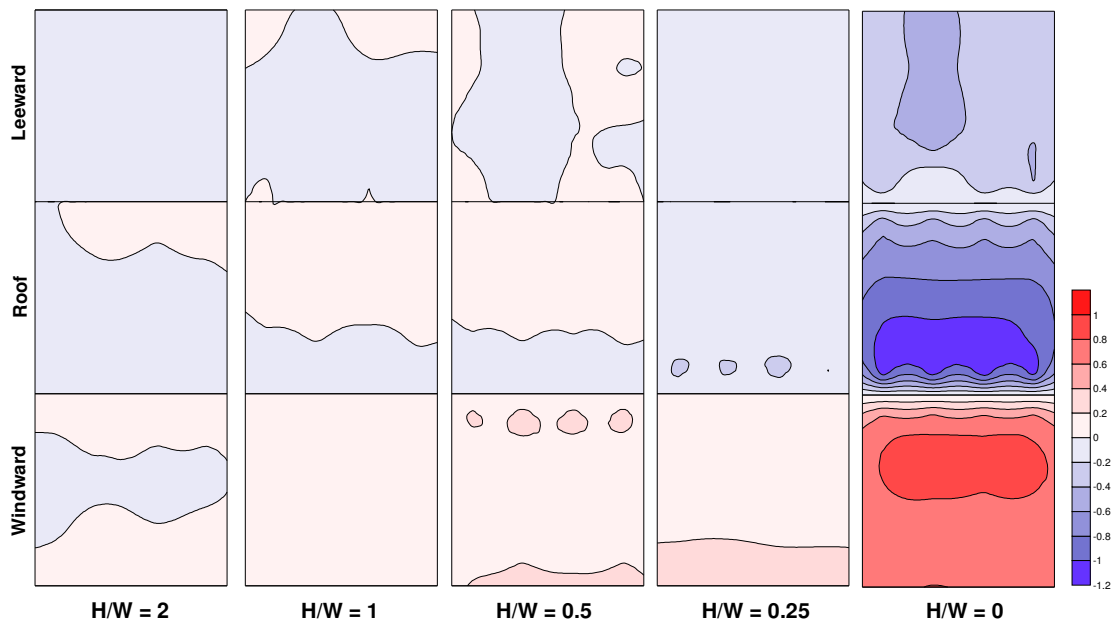 Leeward
Roof
Windward
1
0.8
0.6
0.4
0.2
0
-0.2
-0.4
-0.6
-0.8
-1
-1.2
H/W = 2
H/W = 1
H/W = 0.5
H/W = 0.25
H/W = 0